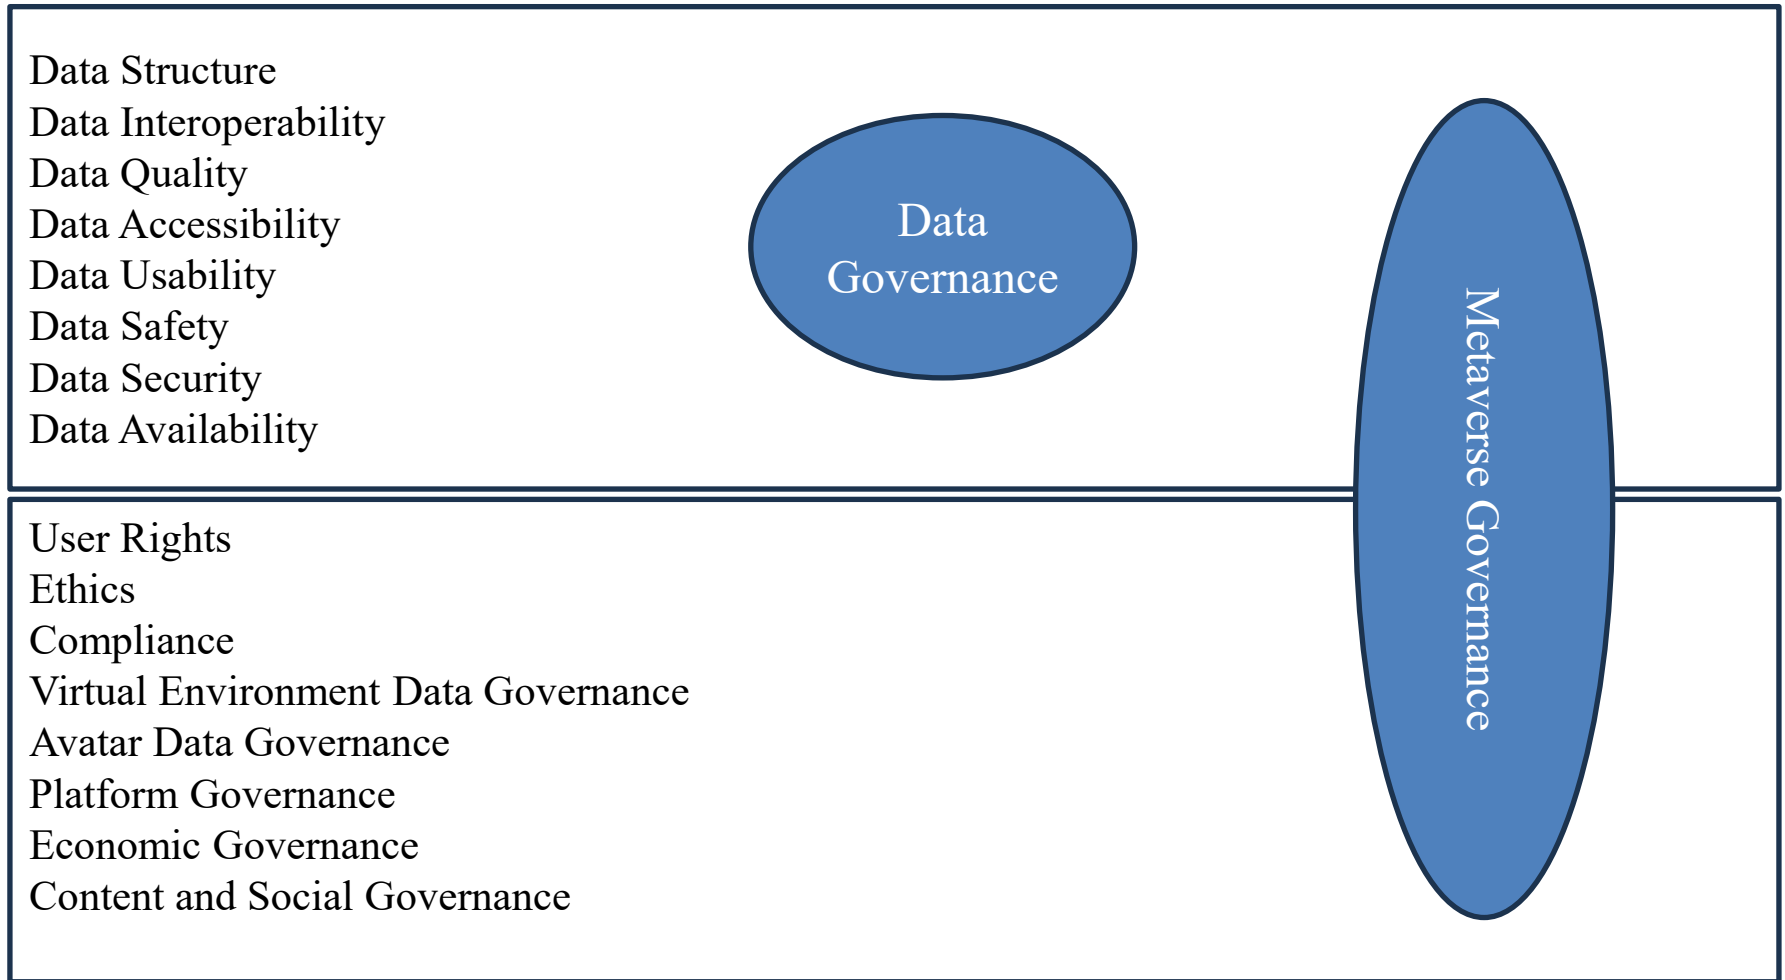 Data Structure
Data Interoperability
Data Quality
Data Accessibility
Data Usability
Data Safety
Data Security
Data Availability
Data
Governance
Metaverse Governance
User Rights
Ethics
Compliance
Virtual Environment Data Governance
Avatar Data Governance
Platform Governance
Economic Governance
Content and Social Governance